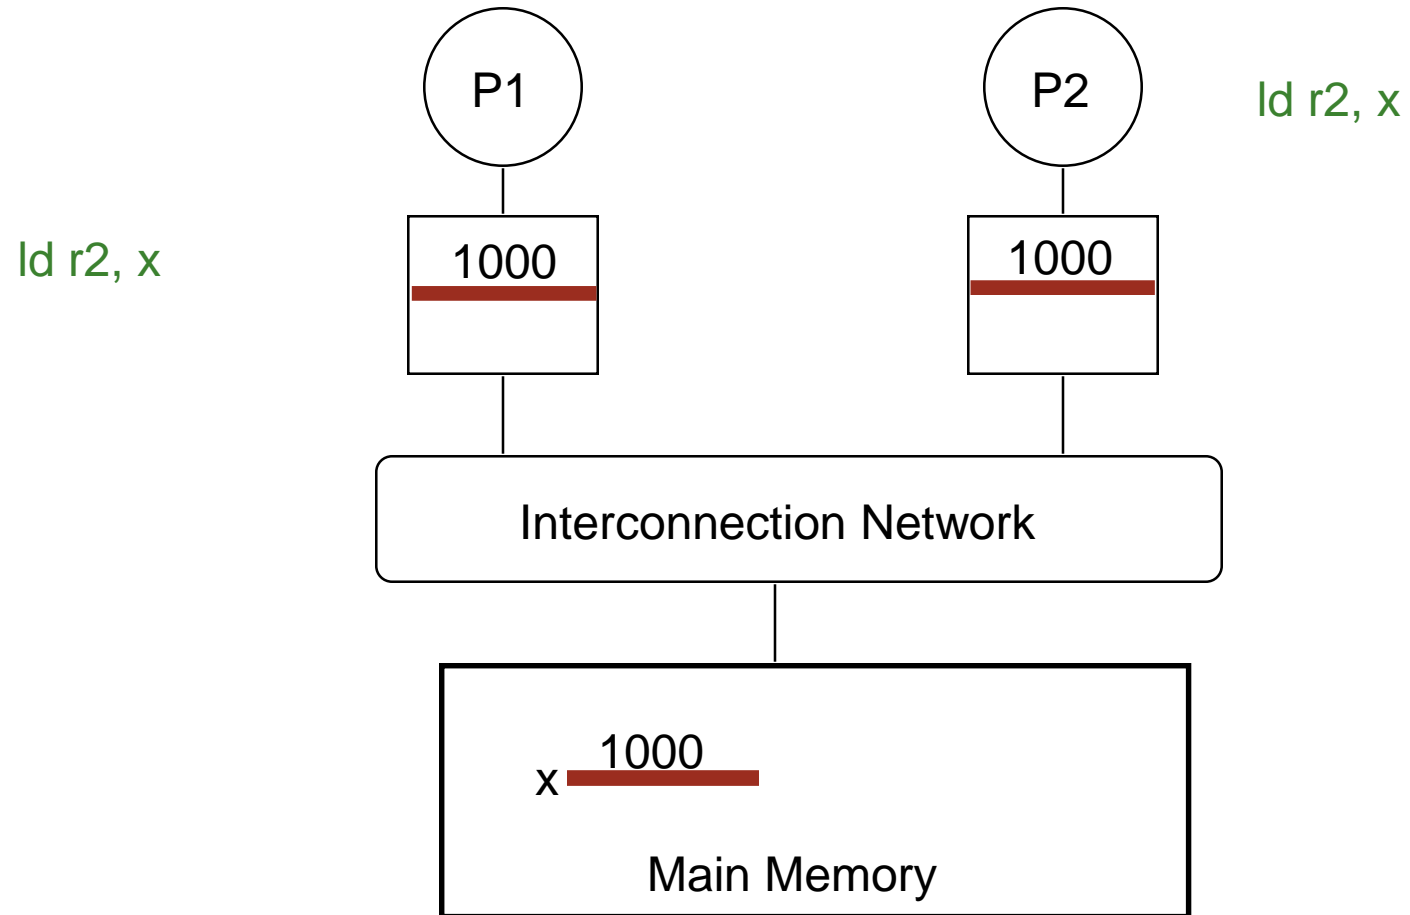 P1
P2
ld r2, x
ld r2, x
1000
1000
Interconnection Network
1000
x
Main Memory